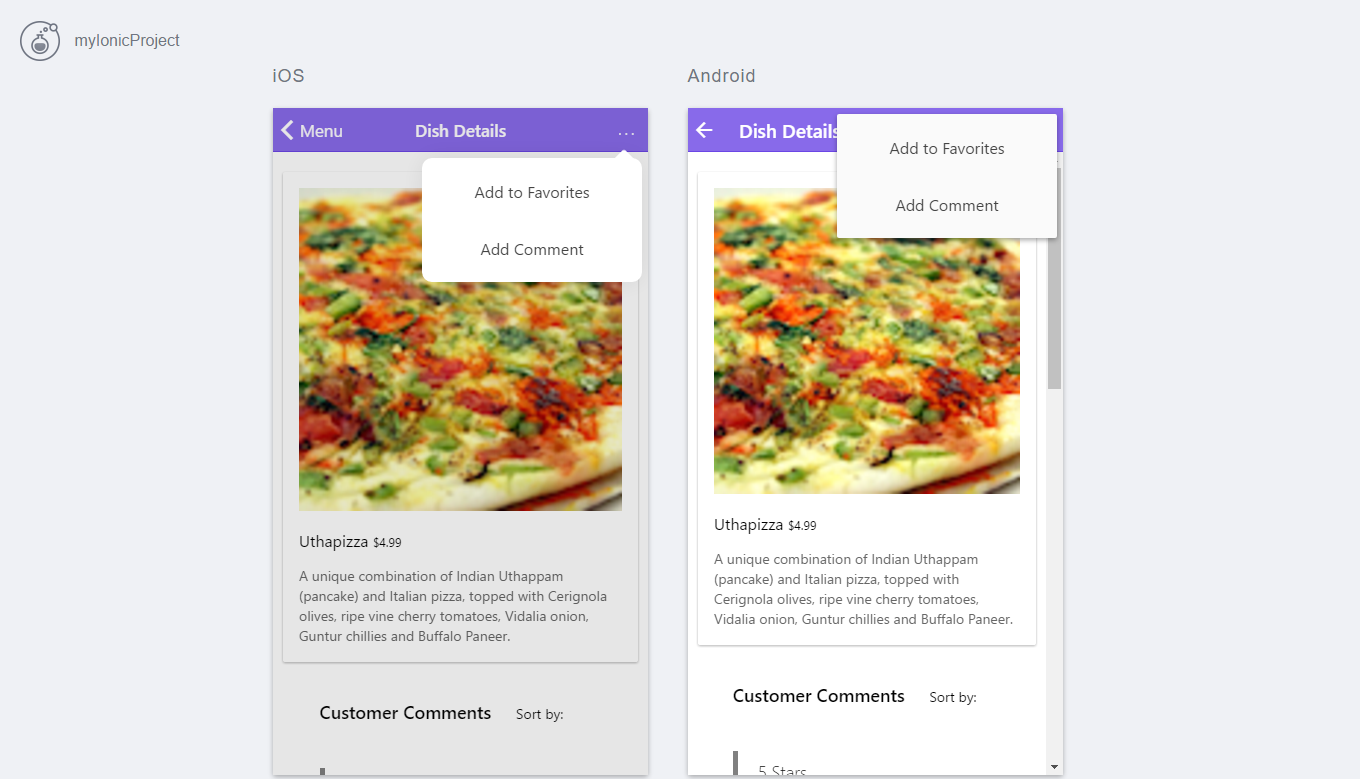 myIonicProject
iOS
Menu
Dish Details
...
Add to Favorites
Add Comment
Uthapizza $4.99
A unique combination of Indian Uthappam
(pancake) and Italian pizza, topped with Cerignola
olives, ripe vine cherry tomatoes, Vidalia onion,
Guntur chillies and Buffalo Paneer.
Customer Comments Sort by:
Android
Dish Details
Add to Favorites
Add Comment
Uthapizza $4.99
A unique combination of Indian Uthappam
(pancake) and Italian pizza, topped with
Cerignola olives, ripe vine cherry tomatoes,
Vidalia onion, Guntur chillies and Buffalo Paneer.
Customer Comments Sort by:
5 Stars